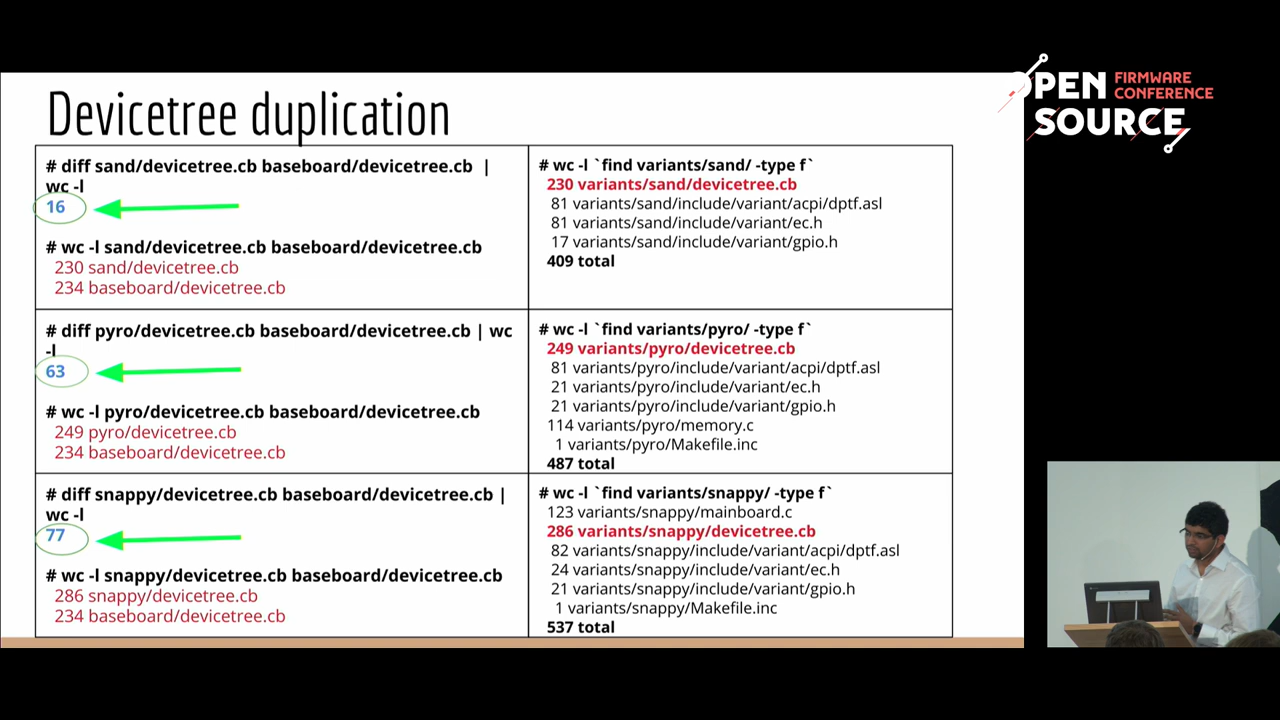 Devicetree duplication
# diff sand/devicetree.cb baseboard/devicetree.cb |
wc -l
16
# wc -l sand/devicetree.cb baseboard/devicetree.cb
230 sand/devicetree.cb
234 baseboard/devicetree.cb
# wc -l `find variants/sand/ -type f`
230 variants/sand/devicetree.cb
81 variants/sand/include/variant/acpi/dptf.asl
81 variants/sand/include/variant/ec.h
17 variants/sand/include/variant/gpio.h
409 total
# diff pyro/devicetree.cb baseboard/devicetree.cb | wc
-l
63
# wc -l pyro/devicetree.cb baseboard/devicetree.cb
249 pyro/devicetree.cb
234 baseboard/devicetree.cb
# wc -l `find variants/pyro/ -type f`
249 variants/pyro/devicetree.cb
81 variants/pyro/include/variant/acpi/dptf.asl
21 variants/pyro/include/variant/ec.h
21 variants/pyro/include/variant/gpio.h
114 variants/pyro/memory.c
1 variants/pyro/Makefile.inc
487 total
# diff snappy/devicetree.cb baseboard/devicetree.cb |
wc -l
77
# wc -l snappy/devicetree.cb baseboard/devicetree.cb
286 snappy/devicetree.cb
234 baseboard/devicetree.cb
# wc -l `find variants/snappy/ -type f`
123 variants/snappy/mainboard.c
286 variants/snappy/devicetree.cb
82 variants/snappy/include/variant/acpi/dptf.asl
24 variants/snappy/include/variant/ec.h
21 variants/snappy/include/variant/gpio.h
1 variants/snappy/Makefile.inc
537 total
OPEN FIRMWARE
CONFERENCE
SOURCE